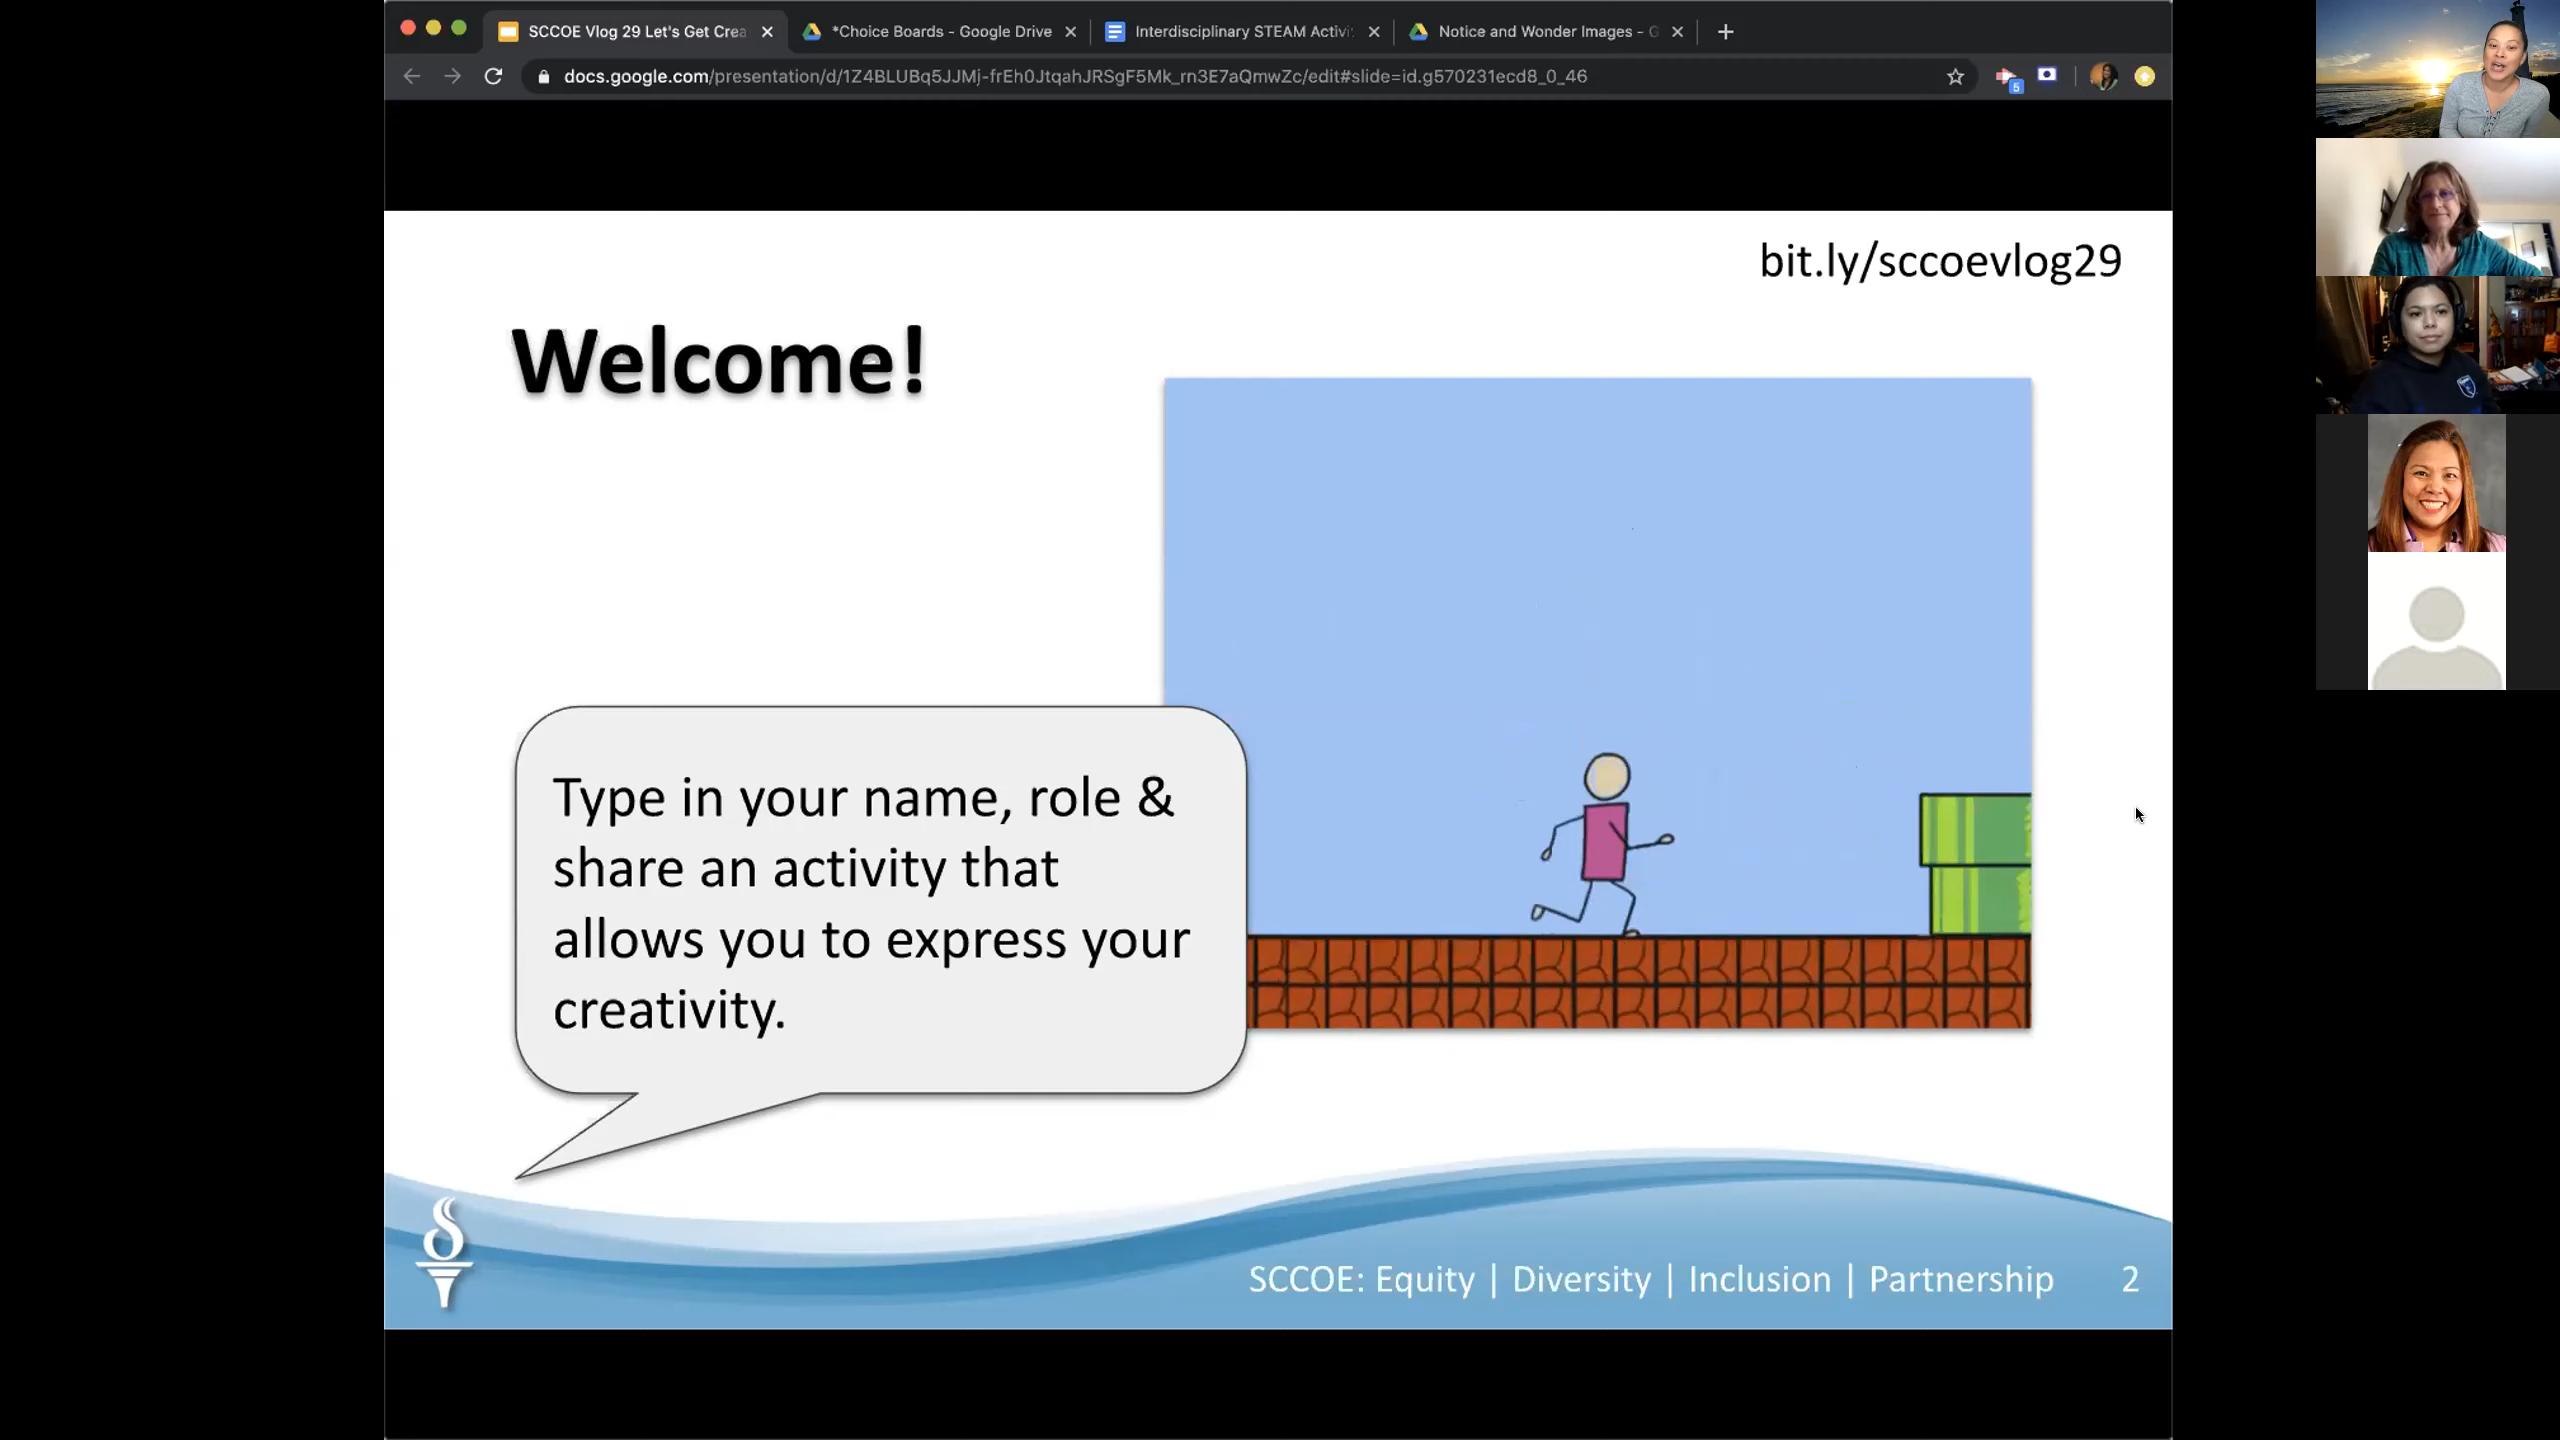 SCCOE Vlog 29 Let's Get Crea
*Choice Boards - Google Drive
Interdisciplinary STEAM Activi
Notice and Wonder Images - G
docs.google.com/presentation/d/1Z4BLUBq5JJMj-frEh0JtqahJRSgF5Mk_rn3E7aQmwZc/edit#slide=id.g570231ecd8_0_46
5
bit.ly/sccoevlog29
Welcome!
Type in your name, role &
share an activity that
allows you to express your
creativity.
SCCOE: Equity | Diversity | Inclusion | Partnership
2